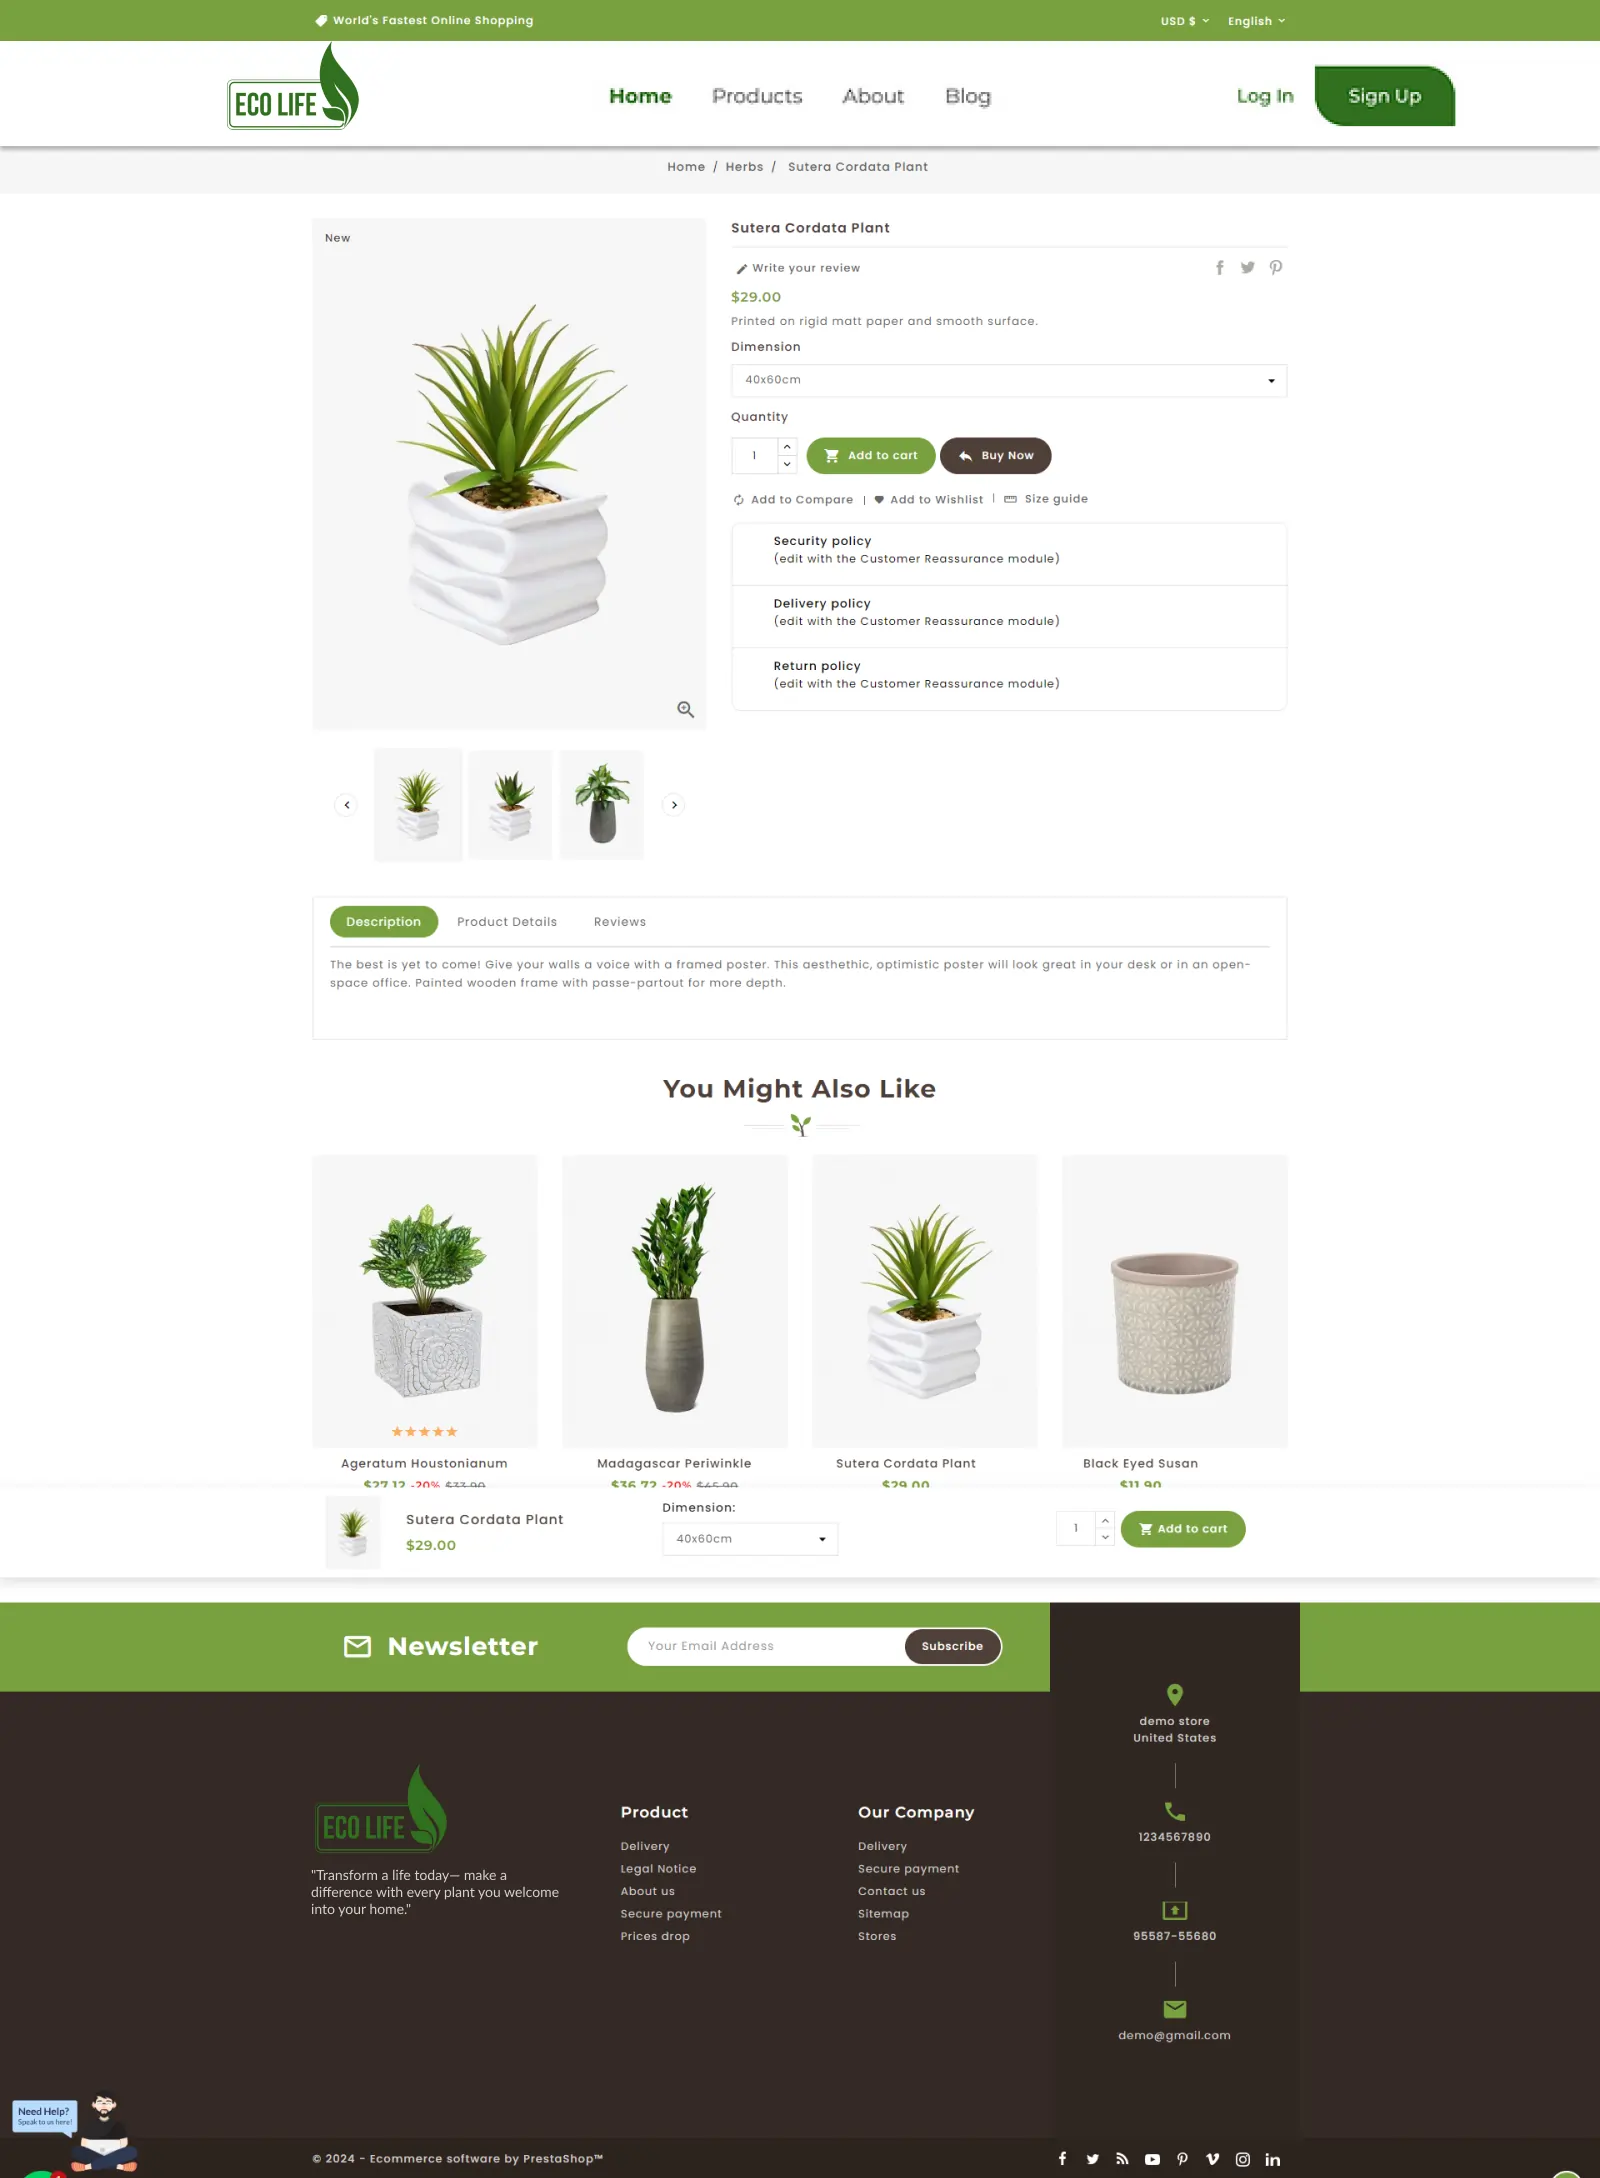 World's Fastest Online Shopping
USD $
English
ECO LIFE
Home
Products
About
Blog
Log In
Sign Up
Home / Herbs / Sutera Cordata Plant
New
Sutera Cordata Plant
Write your review
$29.00
Printed on rigid matt paper and smooth surface.
Dimension
40x60cm
Quantity
1
Add to cart
Buy Now
Add to Compare | Add to Wishlist | Size guide
Security policy
(edit with the Customer Reassurance module)
Delivery policy
(edit with the Customer Reassurance module)
Return policy
(edit with the Customer Reassurance module)
Description
Product Details
Reviews
The best is yet to come! Give your walls a voice with a framed poster. This aesthethic, optimistic poster will look great in your desk or in an open-
space office. Painted wooden frame with passe-partout for more depth.
You Might Also Like
Ageratum Houstonianum
$27.12 -20% $33.90
Madagascar Periwinkle
$36.72 -20% $45.90
Sutera Cordata Plant
$29.00
Black Eyed Susan
$11.90
Sutera Cordata Plant
$29.00
Dimension:
40x60cm
1
Add to cart
Newsletter
Your Email Address
Subscribe
demo store
United States
1234567890
95587-55680
demo@gmail.com
ECO LIFE
"Transform a life today— make a
difference with every plant you welcome
into your home."
Product
Delivery
Legal Notice
About us
Secure payment
Prices drop
Our Company
Delivery
Secure payment
Contact us
Sitemap
Stores
Need Help?
Speak to us here!
© 2024 - Ecommerce software by PrestaShop™